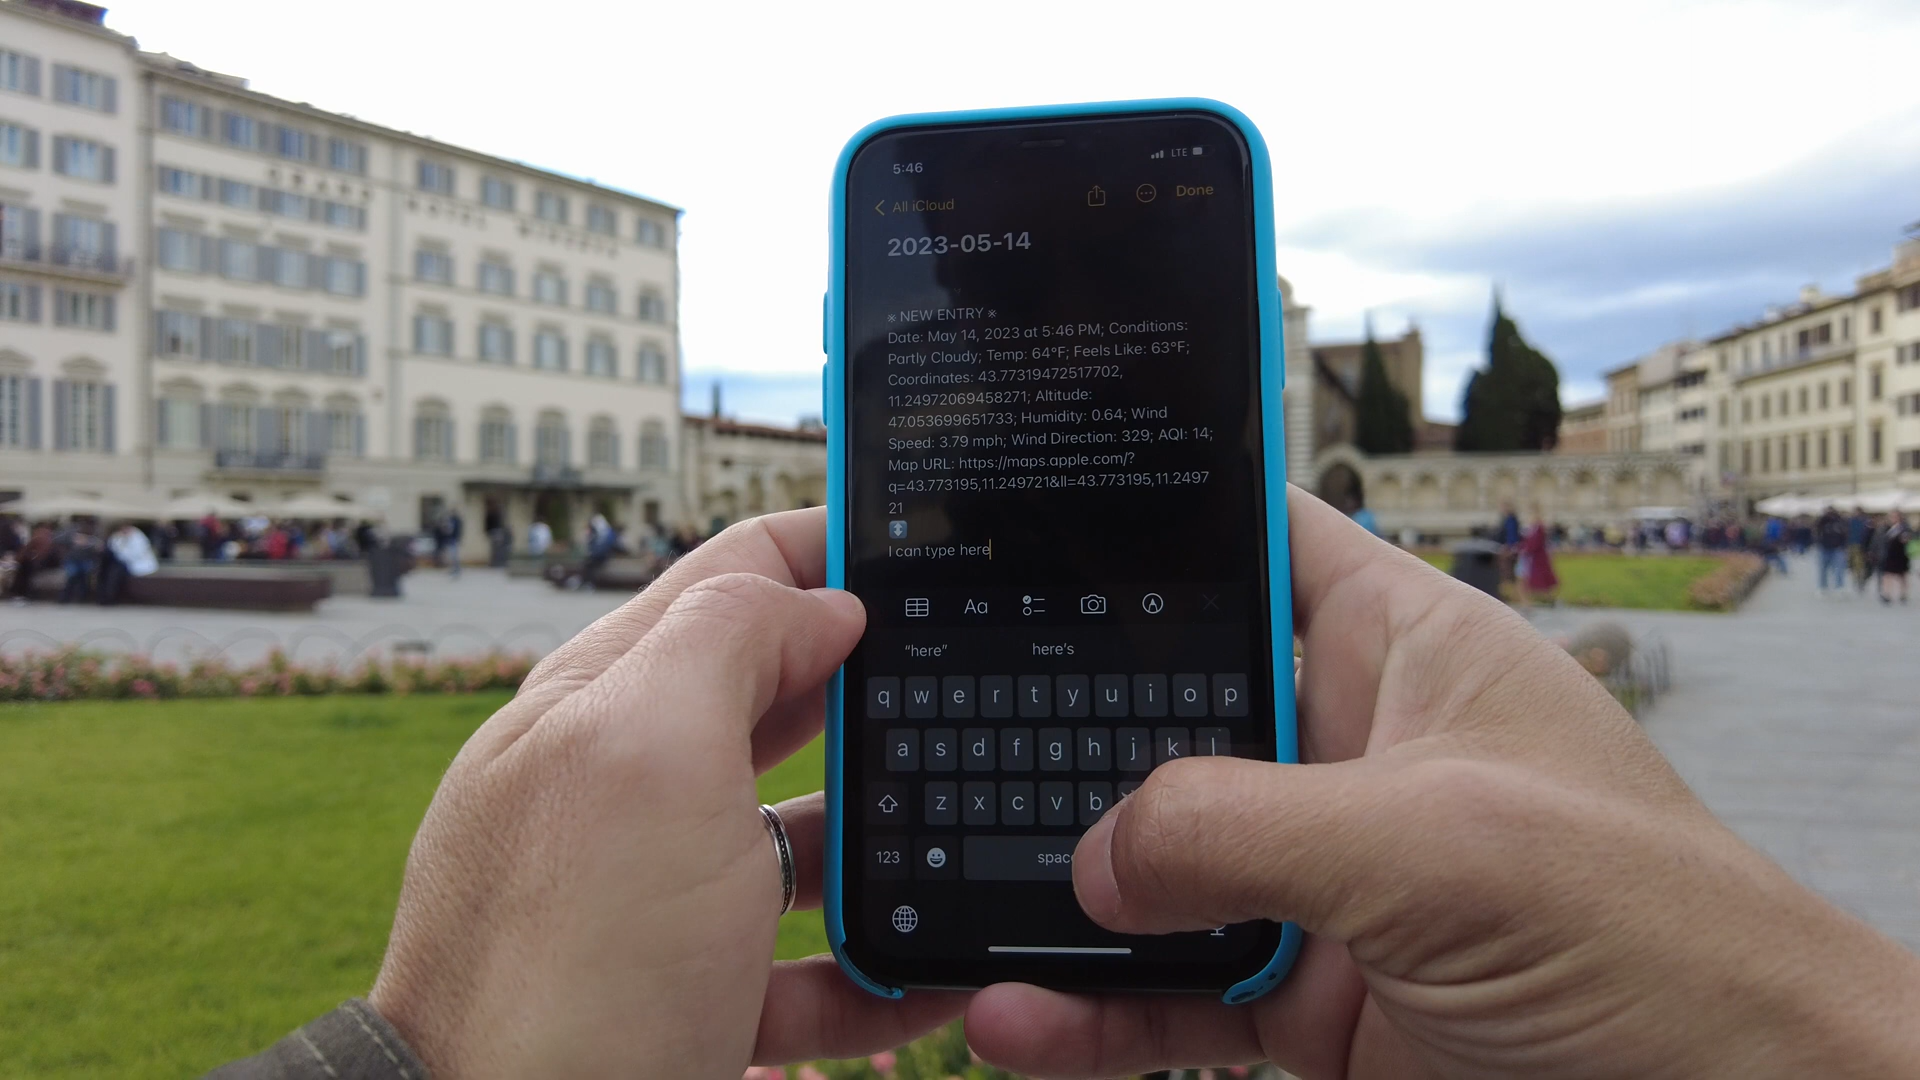 5:46
LTE
All iCloud
Done
2023-05-14
※ NEW ENTRY ※
Date: May 14, 2023 at 5:46 PM; Conditions:
Partly Cloudy; Temp: 64°F; Feels Like: 63°F;
Coordinates: 43.77319472517702,
11.24972069458271; Altitude:
47.053699651733; Humidity: 0.64; Wind
Speed: 3.79 mph; Wind Direction: 329; AQI: 14;
Map URL: https://maps.apple.com/?
q=43.773195,11.249721&ll=43.773195,11.2497
21
I can type here
Aa
“here” here's
q w e r t y u i o p
a s d f g h j k l
z x c v b
123
GRAND HOTEL MINERVA